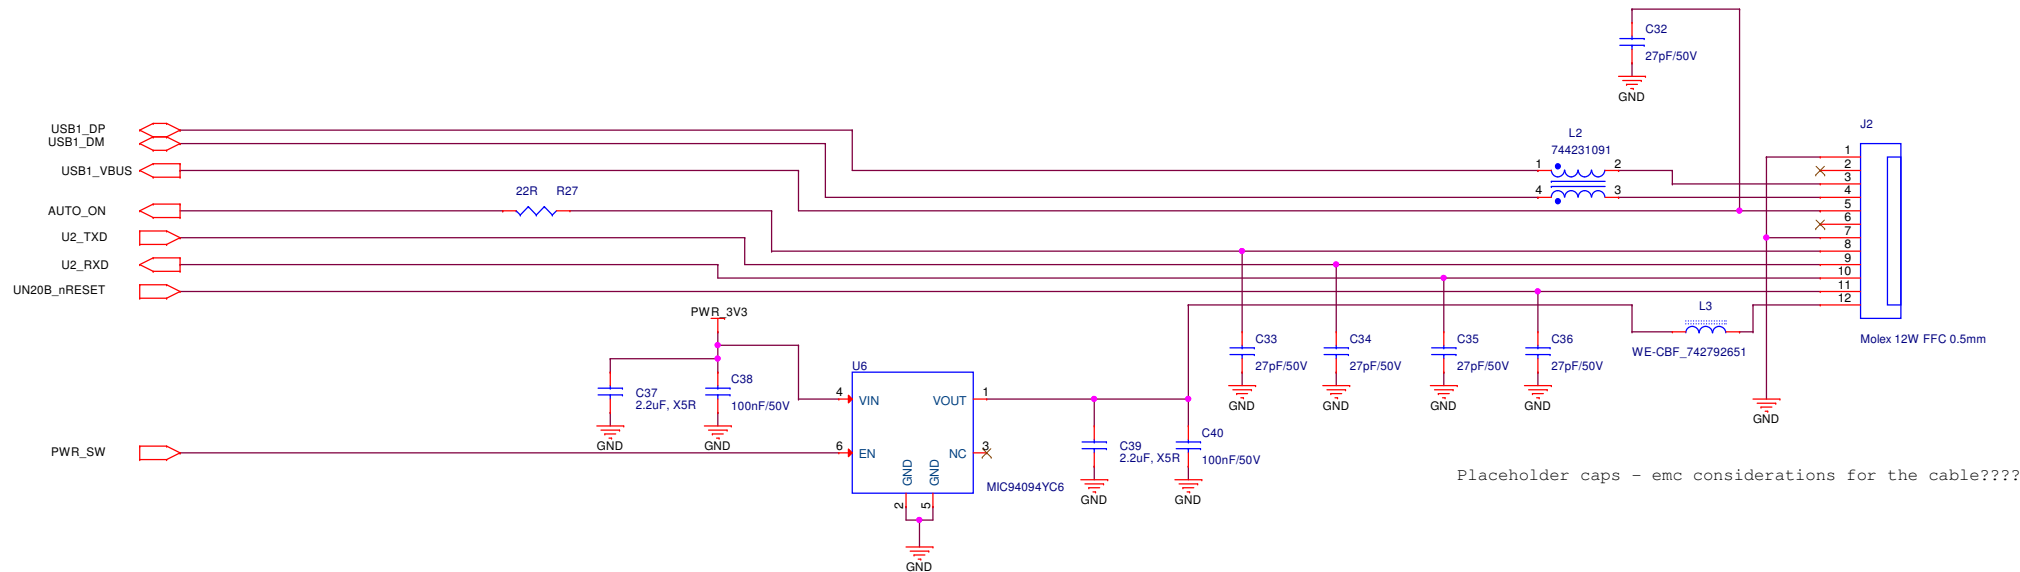 C32
27pF/50V
GND
USB1_DP
USB1_DM
USB1_VBUS
AUTO_ON
U2_TXD
U2_RXD
UN20B_nRESET
PWR_SW
22R R27
L2
744231091
1 2
4 3
J2
1
2
3
4
5
6
7
8
9
10
11
12
Molex 12W FFC 0.5mm
L3
WE-CBF_742792651
GND
C33
27pF/50V
GND
C34
27pF/50V
GND
C35
27pF/50V
GND
C36
27pF/50V
GND
PWR_3V3
C37
2.2uF, X5R
GND
C38
100nF/50V
GND
U6
4 VIN VOUT 1
6 EN NC 3
GND GND
2 5
MIC94094YC6
GND
C39
2.2uF, X5R
GND
C40
100nF/50V
GND
Placeholder caps - emc considerations for the cable????